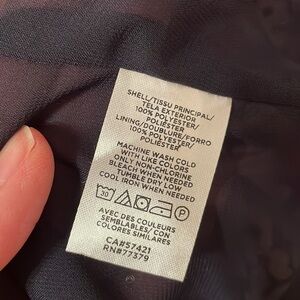 SHELL/TISSU PRINCIPAL/
TELA EXTERIOR
100% POLYESTER/
POLIÉSTER
LINING/DOUBLURE/FORRO
100% POLYESTER/
POLIÉSTER
MACHINE WASH COLD
WITH LIKE COLORS
ONLY NON-CHLORINE
BLEACH WHEN NEEDED
TUMBLE DRY LOW
COOL IRON WHEN NEEDED
30 P
AVEC DES COULEURS
SEMBLABLES/ CON
COLORES SIMILARES
CA#57421
RN#77379